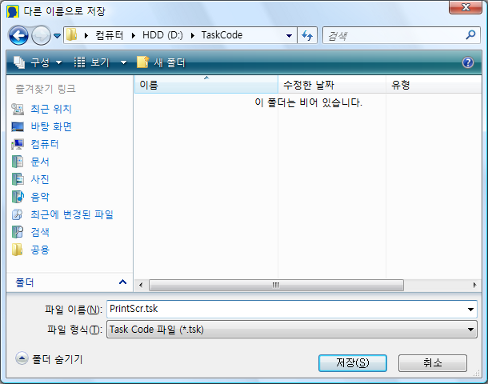 다른 이름으로 저장
컴퓨터 HDD (D:) TaskCode 검색
구성 보기 새 폴더
즐겨찾기 링크
최근 위치
바탕 화면
컴퓨터
문서
사진
음악
최근에 변경된 파일
검색
공용
폴더
이름 수정한 날짜 유형
이 폴더는 비어 있습니다.
파일 이름(N): PrintScr.tsk
파일 형식(T): Task Code 파일 (*.tsk)
폴더 숨기기 저장(S) 취소